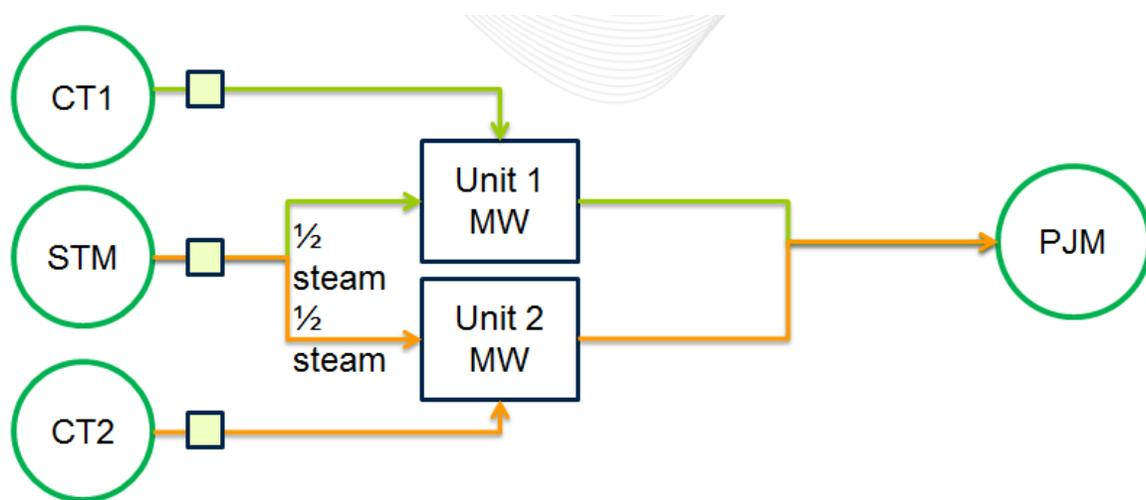 CT1
Unit 1
MW
½
steam
STM
PJM
½
steam
Unit 2
MW
CT2